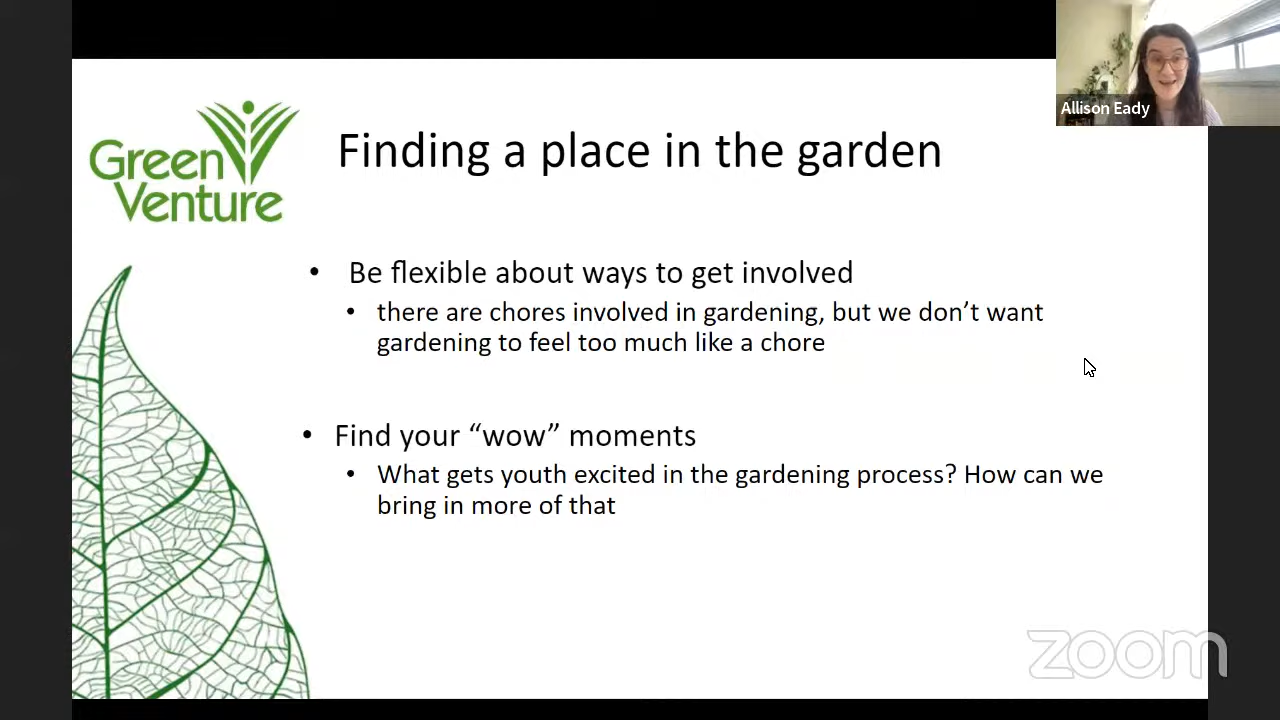 Allison Eady
Green
Venture
Finding a place in the garden
• Be flexible about ways to get involved
• there are chores involved in gardening, but we don’t want
gardening to feel too much like a chore
• Find your “wow” moments
• What gets youth excited in the gardening process? How can we
bring in more of that
zoom